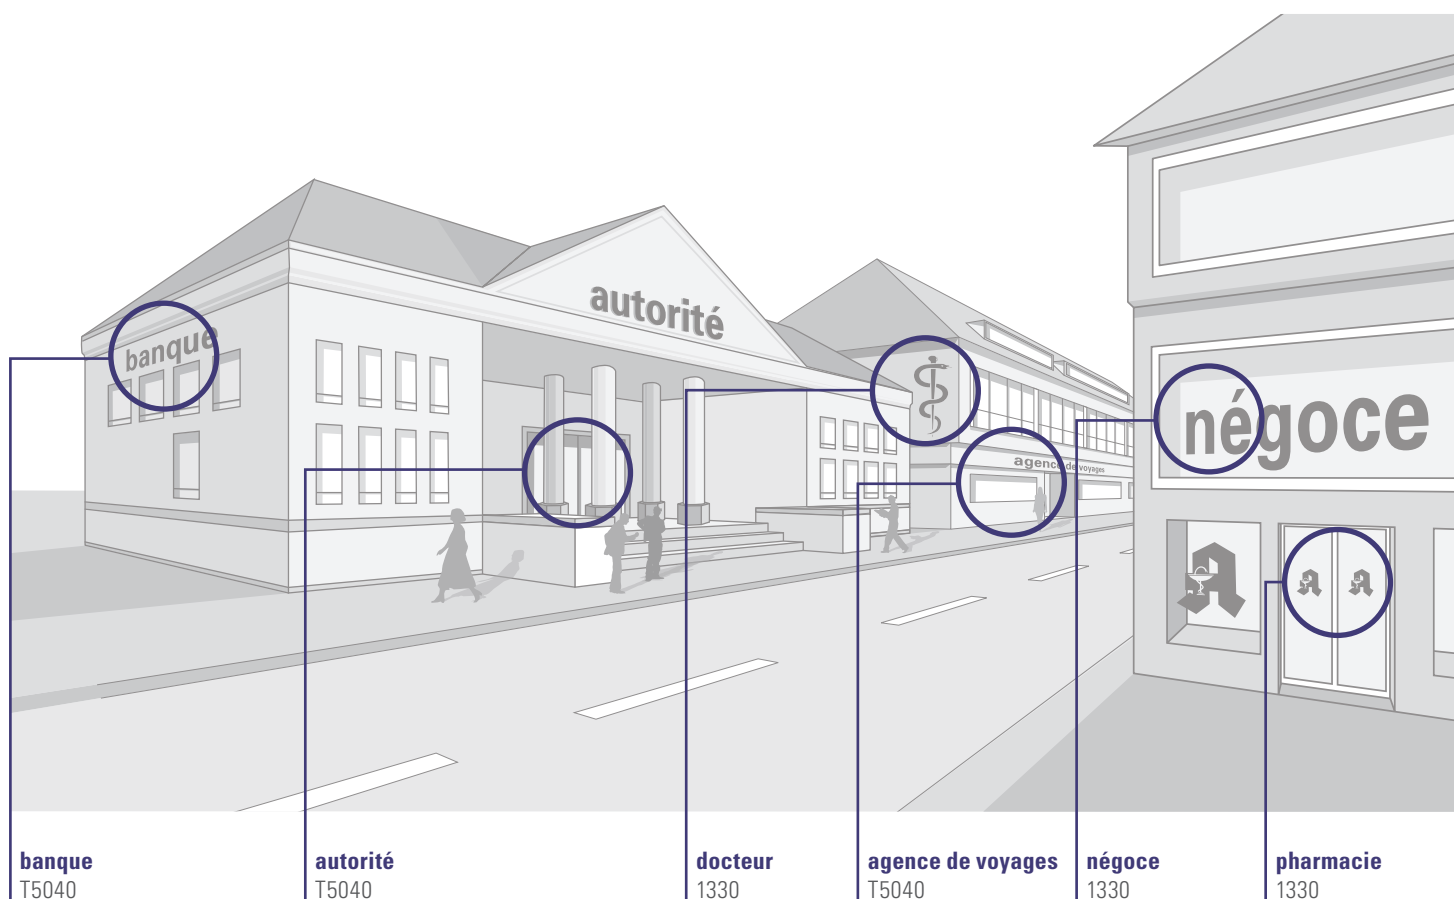 banque
autorité
agence de voyages
négoce
banque
T5040
autorité
T5040
docteur
1330
agence de voyages
T5040
négoce
1330
pharmacie
1330